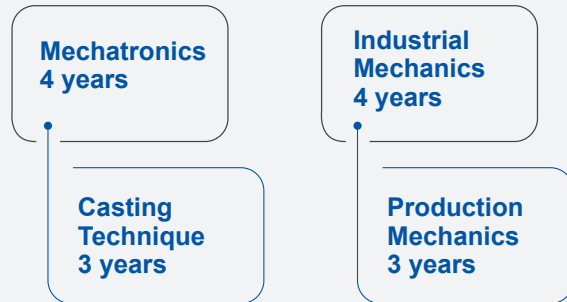 Mechatronics
4 years
Industrial
Mechanics
4 years
Casting
Technique
3 years
Production
Mechanics
3 years